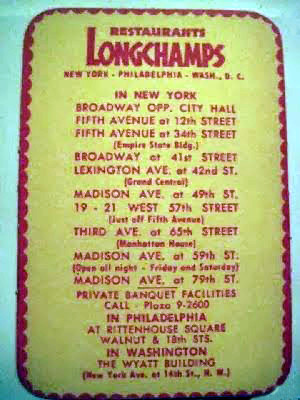 RESTAURANTS
LONGCHAMPS
NEW YORK - PHILADELPHIA - WASH., D. C.
IN NEW YORK
BROADWAY OPP. CITY HALL
FIFTH AVENUE at 12th STREET
FIFTH AVENUE at 34th STREET
(Empire State Bldg.)
BROADWAY at 41st STREET
LEXINGTON AVE. at 42nd ST.
(Grand Central)
MADISON AVE. at 49th ST.
19 - 21 WEST 57th STREET
(Just off Fifth Avenue)
THIRD AVE. at 65th STREET
(Manhattan House)
MADISON AVE. at 59th ST.
(Open all night - Friday and Saturday)
MADISON AVE. at 79th ST.
PRIVATE BANQUET FACILITIES
CALL - Plaza 9-2600
IN PHILADELPHIA
AT RITTENHOUSE SQUARE
WALNUT & 18th STS.
IN WASHINGTON
THE WYATT BUILDING
(New York Ave. at 14th St., N. W.)